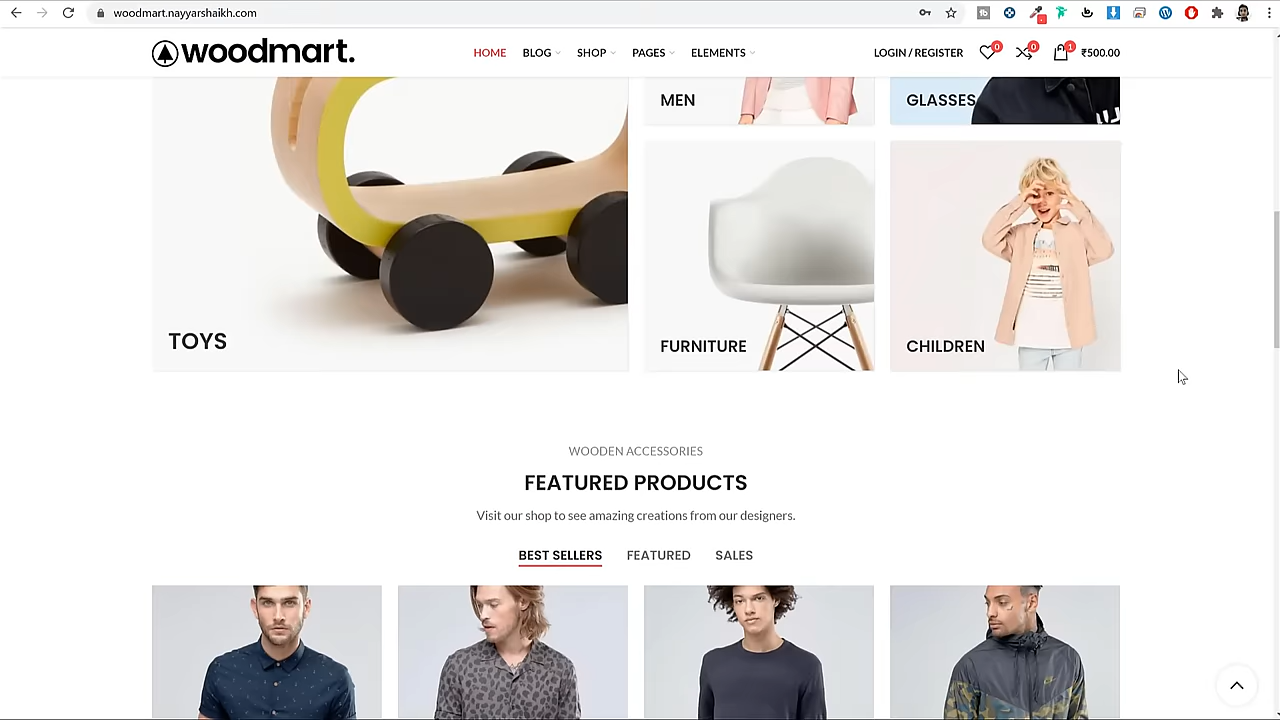 woodmart.nayyarshaikh.com
woodmart.
HOME
BLOG
SHOP
PAGES
ELEMENTS
LOGIN / REGISTER
0
0
1
₹500.00
MEN
GLASSES
TOYS
FURNITURE
CHILDREN
WOODEN ACCESSORIES
FEATURED PRODUCTS
Visit our shop to see amazing creations from our designers.
BEST SELLERS
FEATURED
SALES